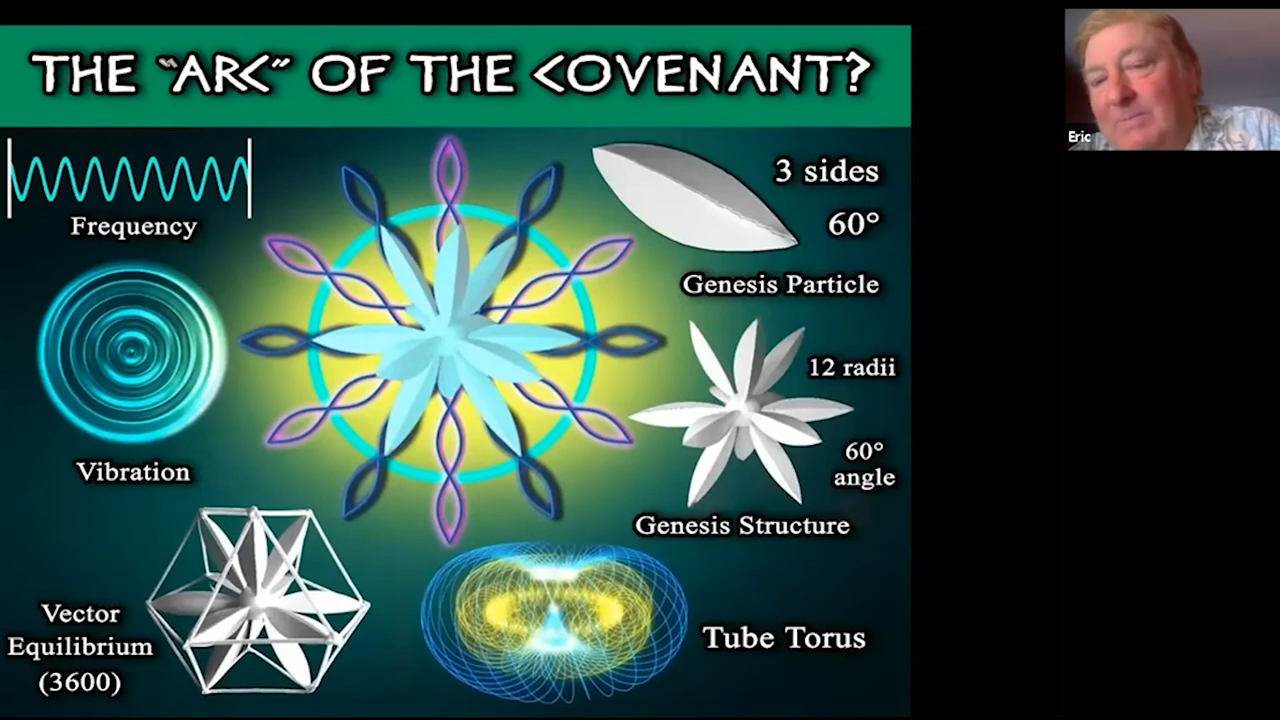 THE "ARC" OF THE COVENANT?
Eric
Frequency
3 sides
60°
Genesis Particle
12 radii
60°
angle
Genesis Structure
Vibration
Vector
Equilibrium
(3600)
Tube Torus